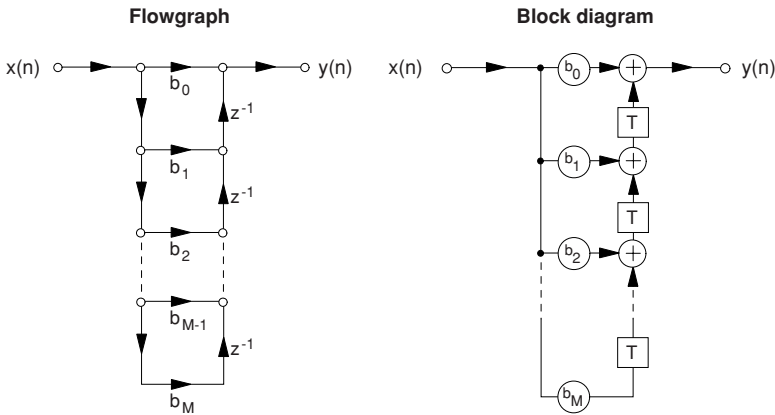 Flowgraph
x(n)
y(n)
b0
z-1
b1
z-1
b2
bM-1
z-1
bM
Block diagram
x(n)
b0
+
y(n)
T
b1
+
T
b2
+
T
bM